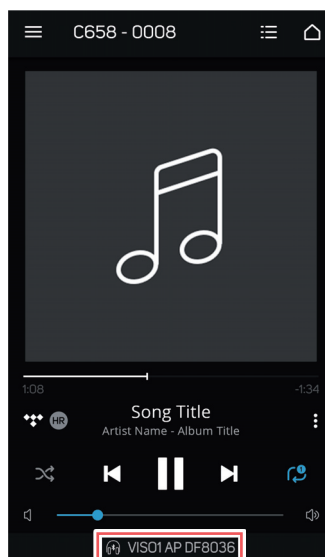 C658 - 0008
1:08
-1:34
HR
Song Title
Artist Name - Album Title
1
VISO1 AP DF8036